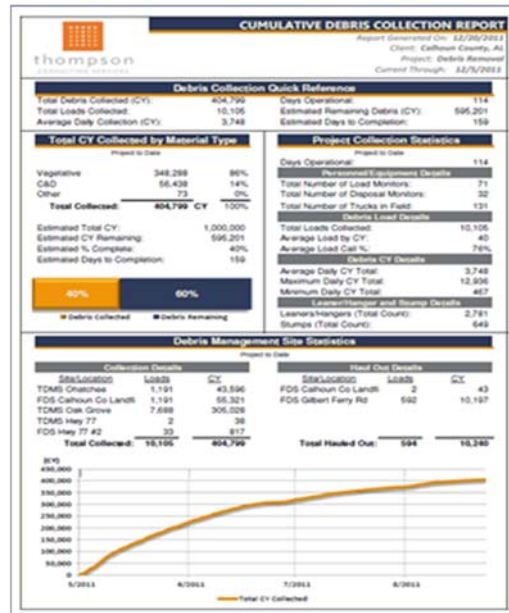 CUMULATIVE DEBRIS COLLECTION REPORT
Report Generated On: 12/20/2011
Client: Calhoun County, AL
Project: Debris Removal
Current Through: 12/5/2011
thompson
CONSULTING SERVICES
Debris Collection Quick Reference
Total Debris Collected (CY): 404,799 Days Operational: 114
Total Loads Collected: 10,105 Estimated Remaining Debris (CY): 595,201
Average Daily Collection (CY): 3,748 Estimated Days to Completion: 159
Total CY Collected by Material Type
Project to Date
Vegetative 348,288 86%
C&D 56,438 14%
Other 73 0%
Total Collected: 404,799 CY 100%
Estimated Total CY: 1,000,000
Estimated CY Remaining: 595,201
Estimated % Complete: 40%
Estimated Days to Completion: 159
40% 60%
Debris Collected Debris Remaining
Project Collection Statistics
Project to Date
Days Operational: 114
Personnel/Equipment Details
Total Number of Load Monitors: 71
Total Number of Disposal Monitors: 32
Total Number of Trucks in Field: 131
Debris Load Details
Total Loads Collected: 10,105
Average Load by CY: 40
Average Load Call %: 76%
Debris CY Details
Average Daily CY Total: 3,748
Maximum Daily CY Total: 12,936
Minimum Daily CY Total: 467
Leaner/Hanger and Stump Details
Leaners/Hangers (Total Count): 2,781
Stumps (Total Count): 649
Debris Management Site Statistics
Project to Date
Collection Details
Site/Location Loads CY
TDMS Ohatchee 1,191 43,596
FDS Calhoun Co Landfi 1,191 55,321
TDMS Oak Grove 7,688 305,028
TDMS Hwy 77 2 38
FDS Hwy 77 #2 33 817
Total Collected: 10,105 404,799
Haul Out Details
Site/Location Loads CY
FDS Calhoun Co Landfi 2 43
FDS Gilbert Ferry Rd 592 10,197
Total Hauled Out: 594 10,240
(CY)
450,000
400,000
350,000
300,000
250,000
200,000
150,000
100,000
50,000
0
5/2011 6/2011 7/2011 8/2011
Total CY Collected